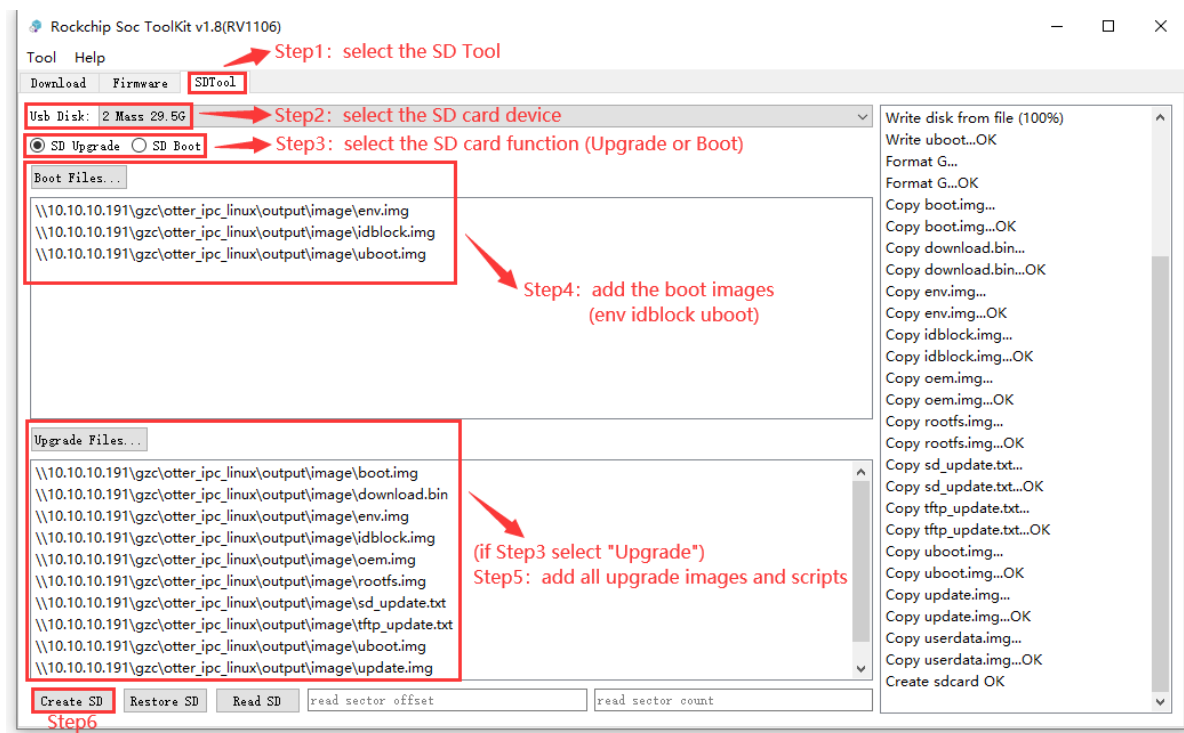 Rockchip Soc ToolKit v1.8(RV1106)
Tool Help
Step1：select the SD Tool
Download Firmware SDTool
Usb Disk: 2 Mass 29.5G
Step2：select the SD card device
SD Upgrade SD Boot
Step3：select the SD card function (Upgrade or Boot)
Boot Files...
\\10.10.10.191\gzc\otter_ipc_linux\output\image\env.img
\\10.10.10.191\gzc\otter_ipc_linux\output\image\idblock.img
\\10.10.10.191\gzc\otter_ipc_linux\output\image\uboot.img
Step4：add the boot images
(env idblock uboot)
Upgrade Files...
\\10.10.10.191\gzc\otter_ipc_linux\output\image\boot.img
\\10.10.10.191\gzc\otter_ipc_linux\output\image\download.bin
\\10.10.10.191\gzc\otter_ipc_linux\output\image\env.img
\\10.10.10.191\gzc\otter_ipc_linux\output\image\idblock.img
\\10.10.10.191\gzc\otter_ipc_linux\output\image\oem.img
\\10.10.10.191\gzc\otter_ipc_linux\output\image\rootfs.img
\\10.10.10.191\gzc\otter_ipc_linux\output\image\sd_update.txt
\\10.10.10.191\gzc\otter_ipc_linux\output\image\tftp_update.txt
\\10.10.10.191\gzc\otter_ipc_linux\output\image\uboot.img
\\10.10.10.191\gzc\otter_ipc_linux\output\image\update.img
(if Step3 select "Upgrade")
Step5：add all upgrade images and scripts
Create SD Restore SD Read SD read sector offset read sector count
Step6
Write disk from file (100%)
Write uboot...OK
Format G...
Format G...OK
Copy boot.img...
Copy boot.img...OK
Copy download.bin...
Copy download.bin...OK
Copy env.img...
Copy env.img...OK
Copy idblock.img...
Copy idblock.img...OK
Copy oem.img...
Copy oem.img...OK
Copy rootfs.img...
Copy rootfs.img...OK
Copy sd_update.txt...
Copy sd_update.txt...OK
Copy tftp_update.txt...
Copy tftp_update.txt...OK
Copy uboot.img...
Copy uboot.img...OK
Copy update.img...
Copy update.img...OK
Copy userdata.img...
Copy userdata.img...OK
Create sdcard OK